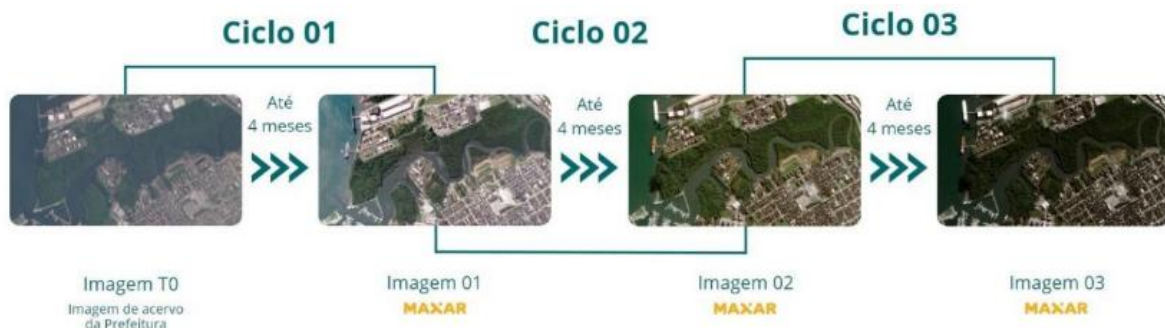 Ciclo 01
Ciclo 02
Ciclo 03
Até
4 meses
Até
4 meses
Até
4 meses
Imagem T0
Imagem de acervo
da Prefeitura
Imagem 01
MAXAR
Imagem 02
MAXAR
Imagem 03
MAXAR